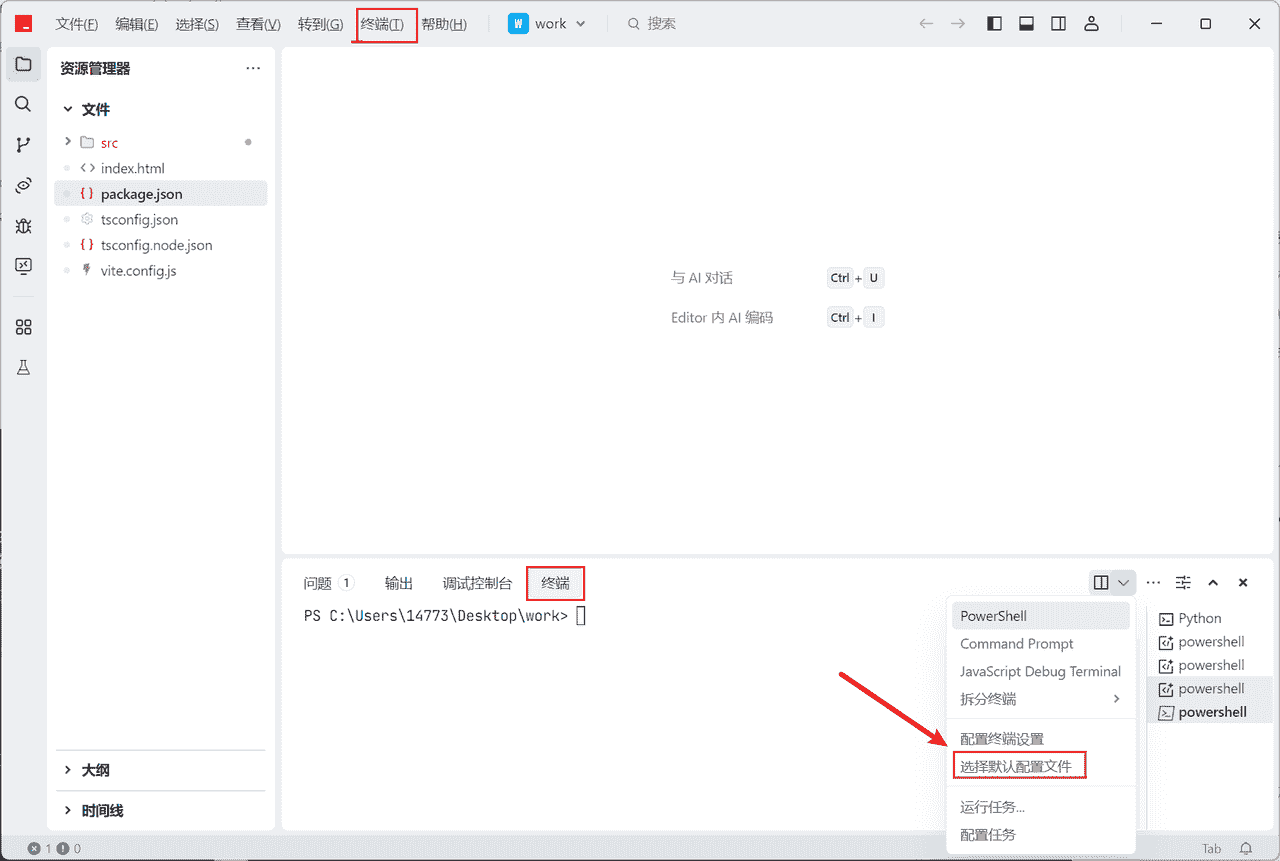 文件(F) 编辑(E) 选择(S) 查看(V) 转到(G) 终端(T) 帮助(H) W work 搜索
资源管理器
文件
src
index.html
package.json
tsconfig.json
tsconfig.node.json
vite.config.js
与 AI 对话 Ctrl + U
Editor 内 AI 编码 Ctrl + I
问题 1 输出 调试控制台 终端
PS C:\Users\14773\Desktop\work>
PowerShell
Command Prompt
JavaScript Debug Terminal
拆分终端
配置终端设置
选择默认配置文件
运行任务...
配置任务
Python
powershell
powershell
powershell
powershell
大纲
时间线
1 0 Tab